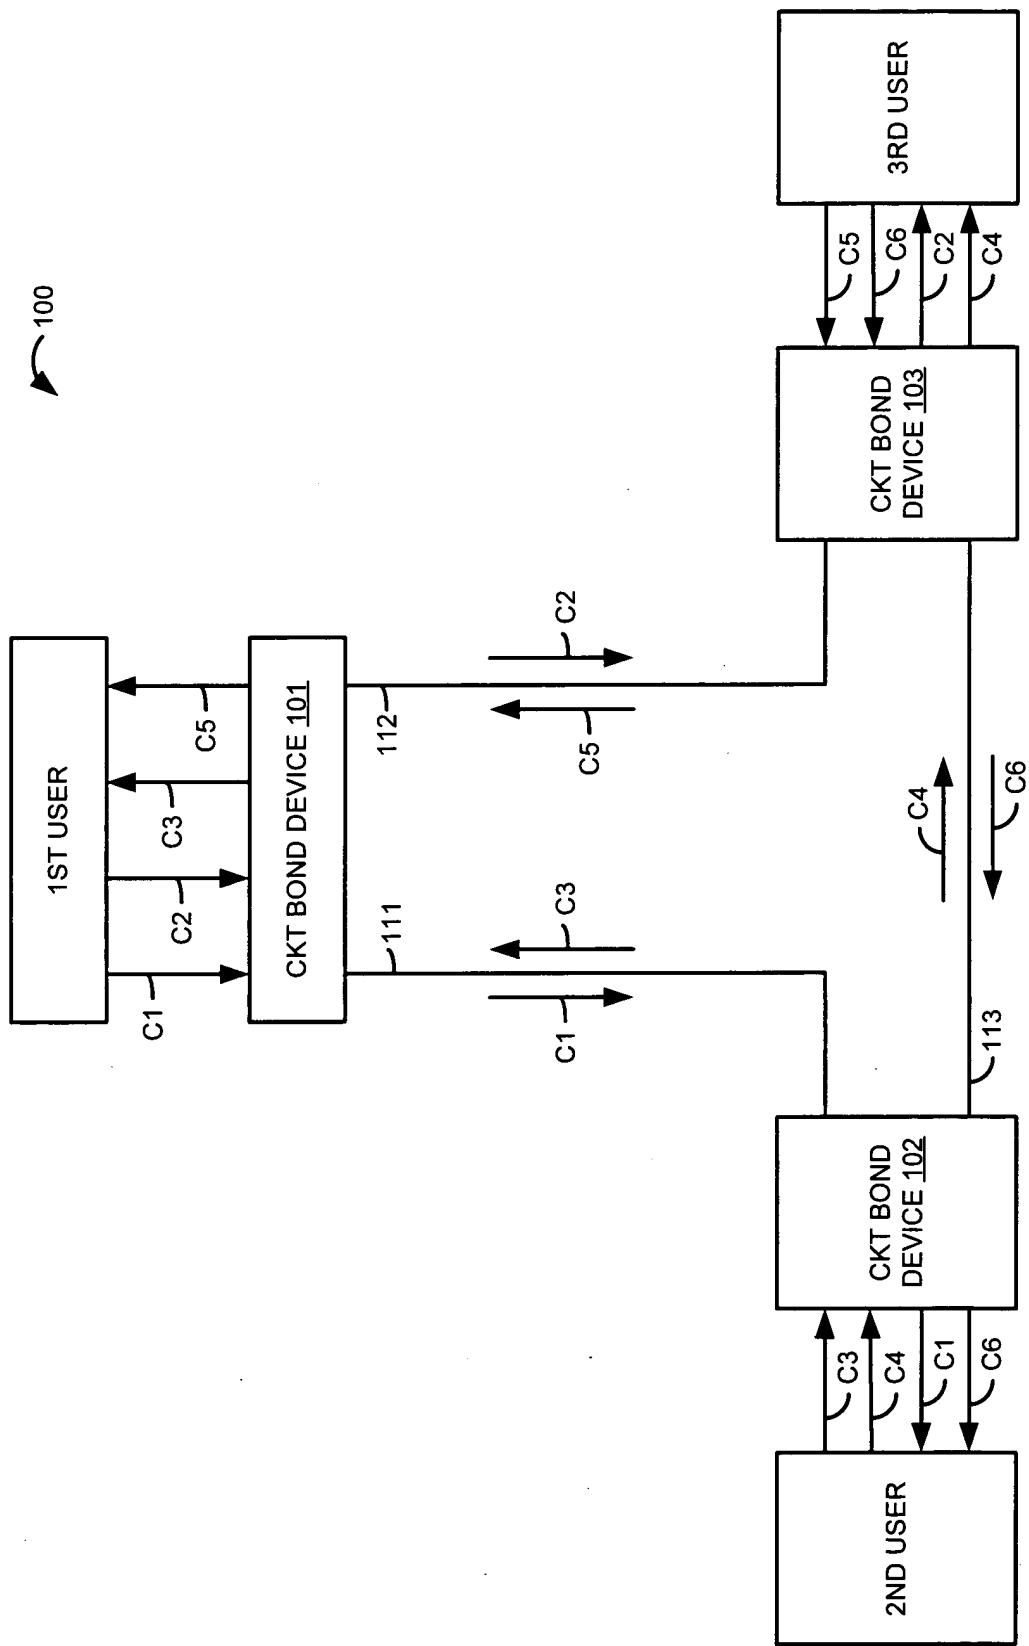 100
1ST USER
C1
C2
C3
C5
CKT BOND DEVICE 101
111
112
C1
C3
C5
C2
2ND USER
C3
C4
C1
C6
CKT BOND
DEVICE 102
113
C4
C6
CKT BOND
DEVICE 103
C5
C6
C2
C4
3RD USER